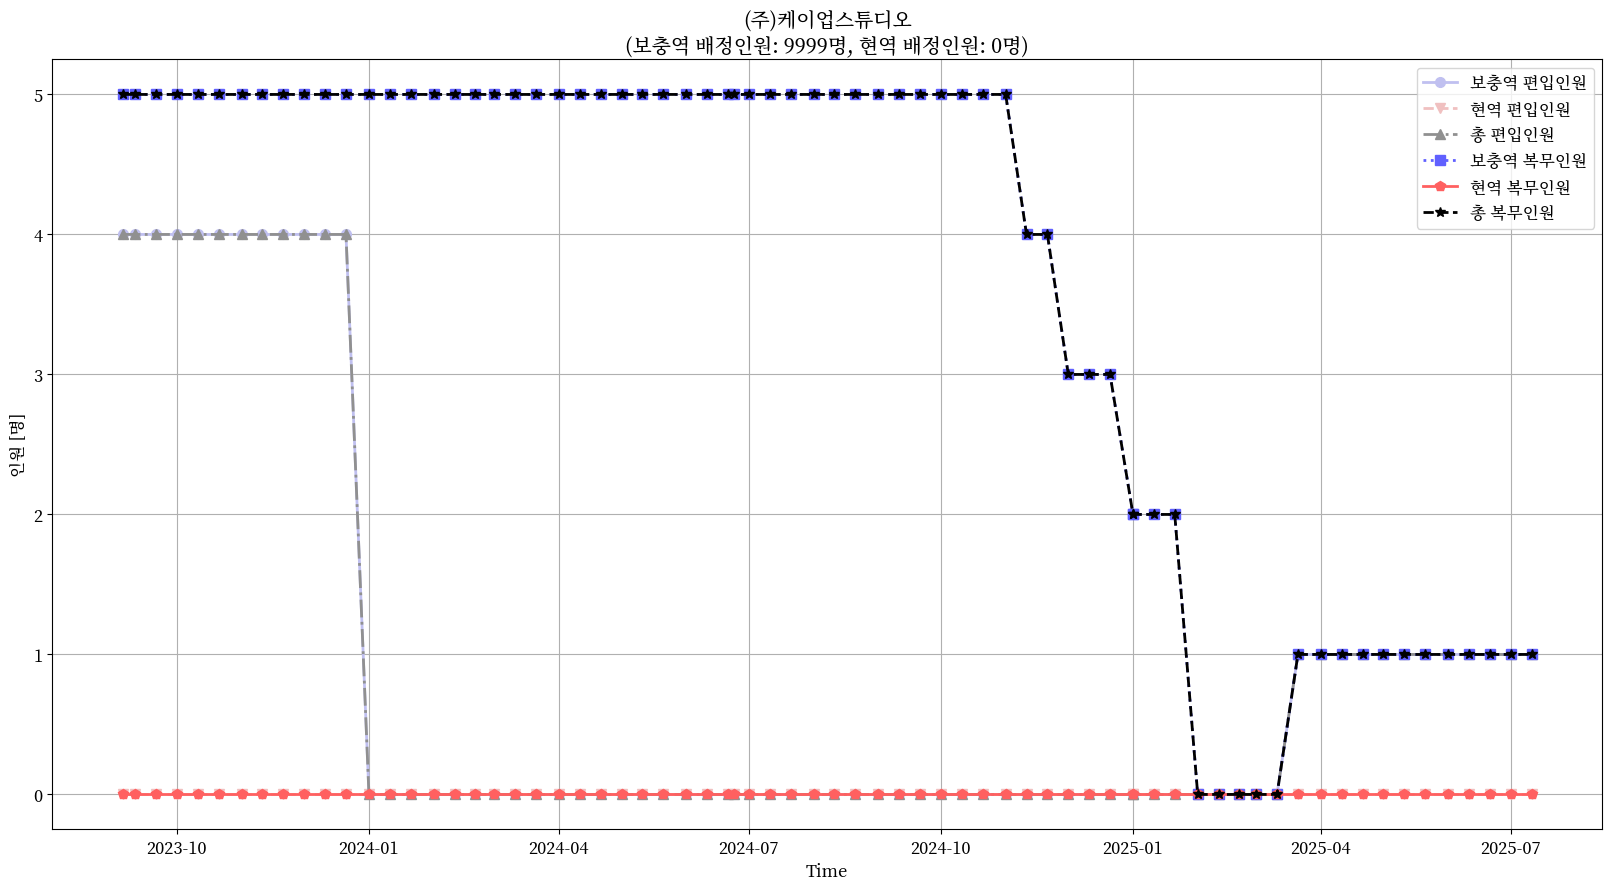 (주)케이업스튜디오
(보충역 배정인원: 9999명, 현역 배정인원: 0명)
보충역 편입인원
현역 편입인원
총 편입인원
보충역 복무인원
현역 복무인원
총 복무인원
인원 [명]
5
4
3
2
1
0
2023-10
2024-01
2024-04
2024-07
2024-10
2025-01
2025-04
2025-07
Time